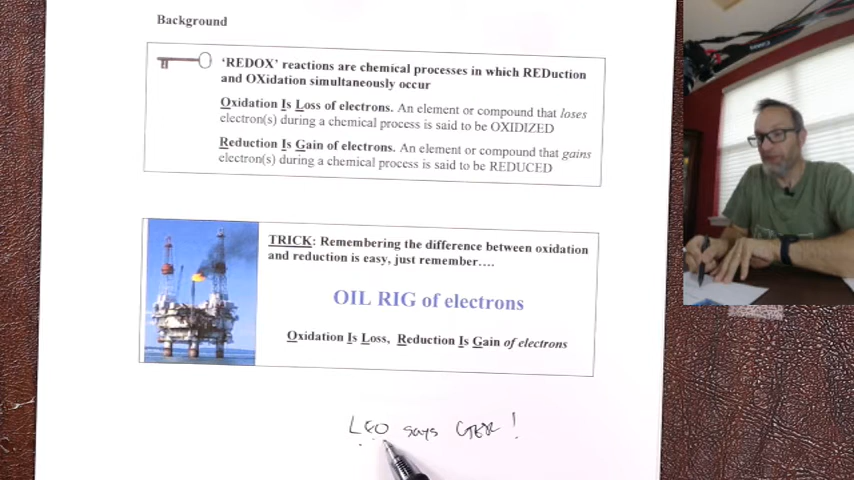 Background
'REDOX' reactions are chemical processes in which REDuction
and OXidation simultaneously occur
Oxidation Is Loss of electrons. An element or compound that loses
electron(s) during a chemical process is said to be OXIDIZED
Reduction Is Gain of electrons. An element or compound that gains
electron(s) during a chemical process is said to be REDUCED
TRICK: Remembering the difference between oxidation
and reduction is easy, just remember....
OIL RIG of electrons
Oxidation Is Loss, Reduction Is Gain of electrons
LEO says GER!